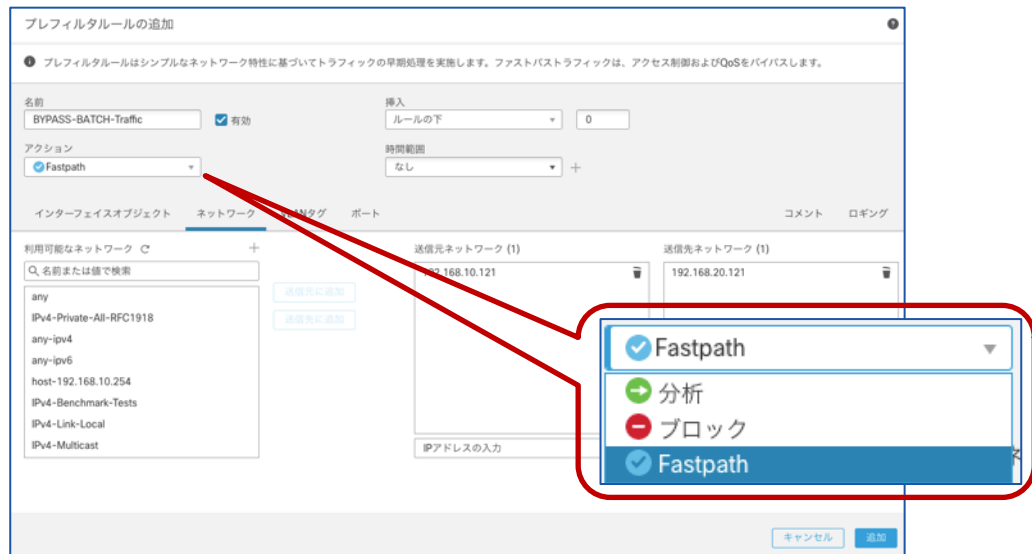 プレフィルタルールの追加
プレフィルタルールはシンプルなネットワーク特性に基づいてトラフィックの早期処理を実施します。ファストパストラフィックは、アクセス制御およびQoSをバイパスします。
名前
BYPASS-BATCH-Traffic
有効
挿入
ルールの下
0
アクション
Fastpath
時間範囲
なし
インターフェイスオブジェクト ネットワーク VLANタグ ポート コメント ロギング
利用可能なネットワーク
名前または値で検索
any
IPv4-Private-All-RFC1918
any-ipv4
any-ipv6
host-192.168.10.254
IPv4-Benchmark-Tests
IPv4-Link-Local
IPv4-Multicast
送信元に追加
送信先に追加
送信元ネットワーク (1)
192.168.10.121
IPアドレスの入力
送信先ネットワーク (1)
192.168.20.121
Fastpath
分析
ブロック
Fastpath
キャンセル
追加